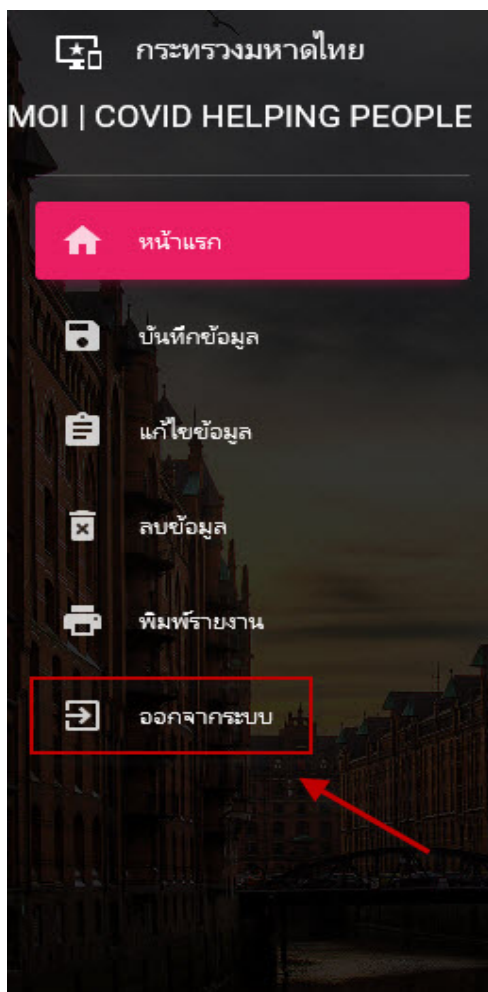 กระทรวงมหาดไทย
MOI | COVID HELPING PEOPLE
หน้าแรก
บันทึกข้อมูล
แก้ไขข้อมูล
ลบข้อมูล
พิมพ์รายงาน
ออกจากระบบ